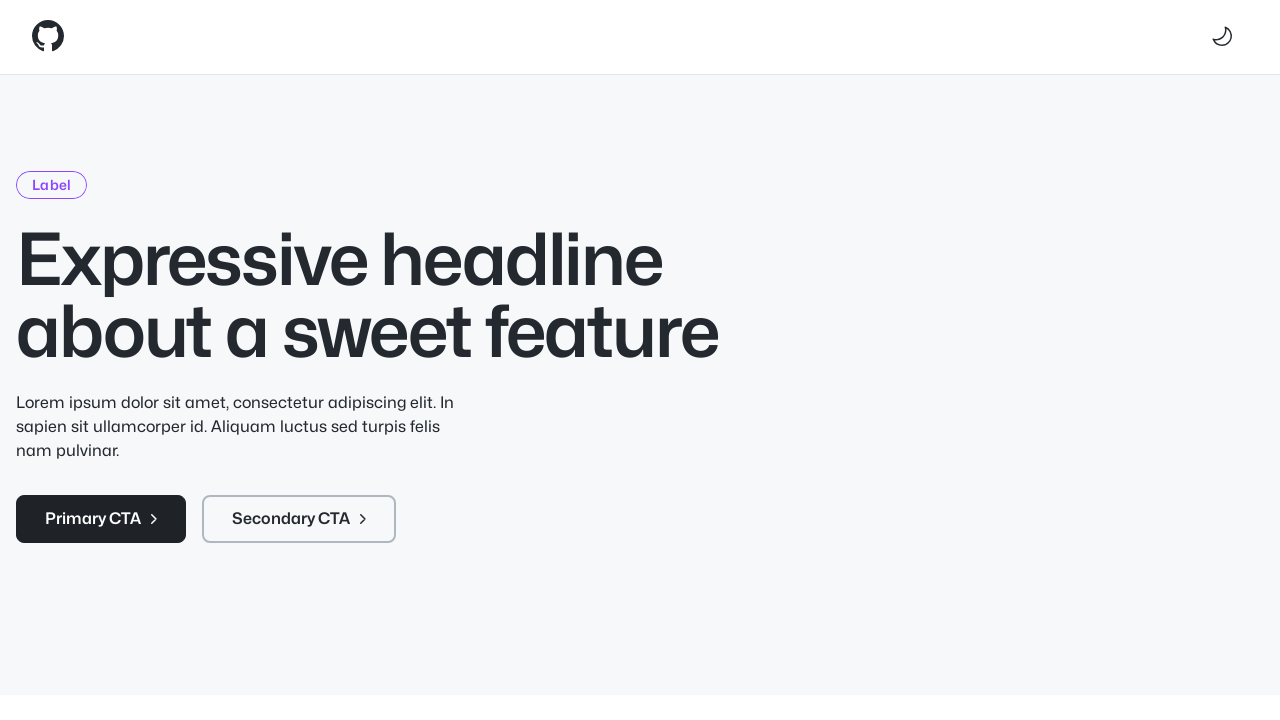 Label
Expressive headline
about a sweet feature
Lorem ipsum dolor sit amet, consectetur adipiscing elit. In
sapien sit ullamcorper id. Aliquam luctus sed turpis felis
nam pulvinar.
Primary CTA
Secondary CTA